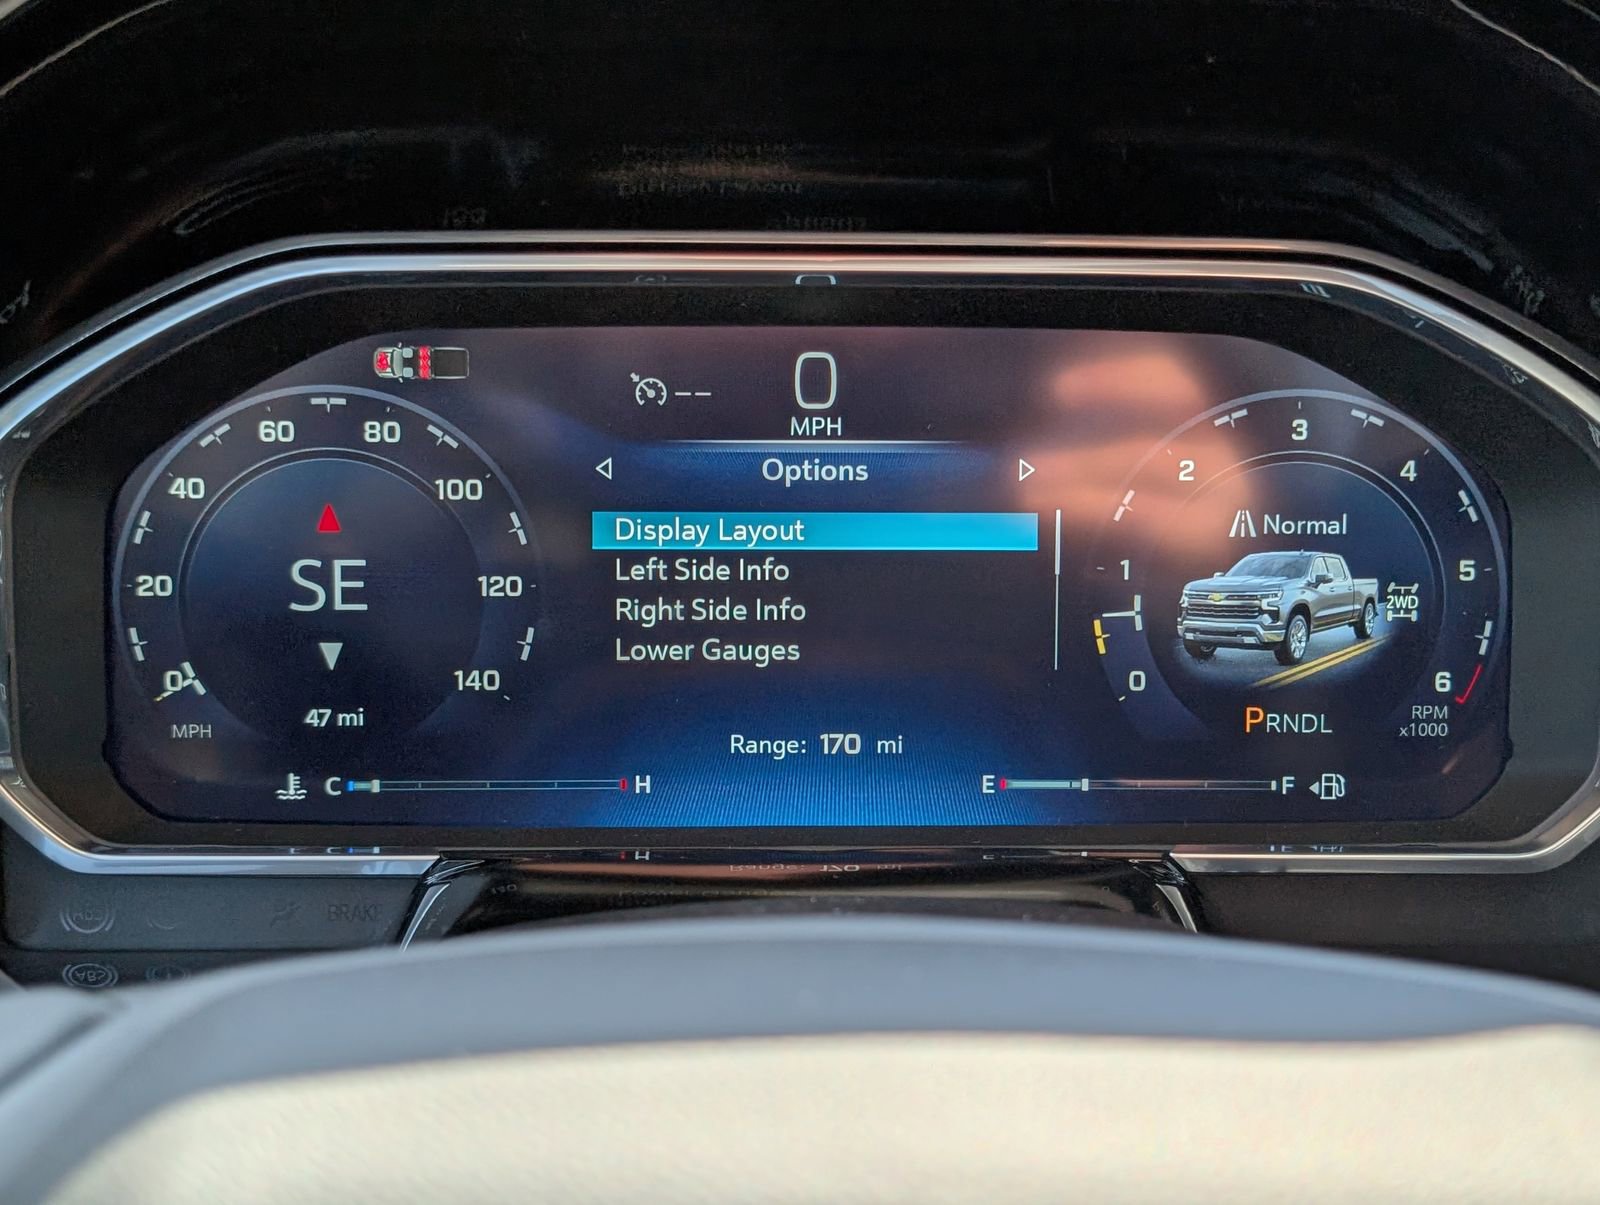 0
MPH
Options
Display Layout
Left Side Info
Right Side Info
Lower Gauges
Range: 170 mi
0
20
40
60
80
100
120
140
MPH
SE
47 mi
C H
E F
0
1
2
3
4
5
6
RPM
x1000
Normal
2WD
PRNDL
ABS
BRAKE